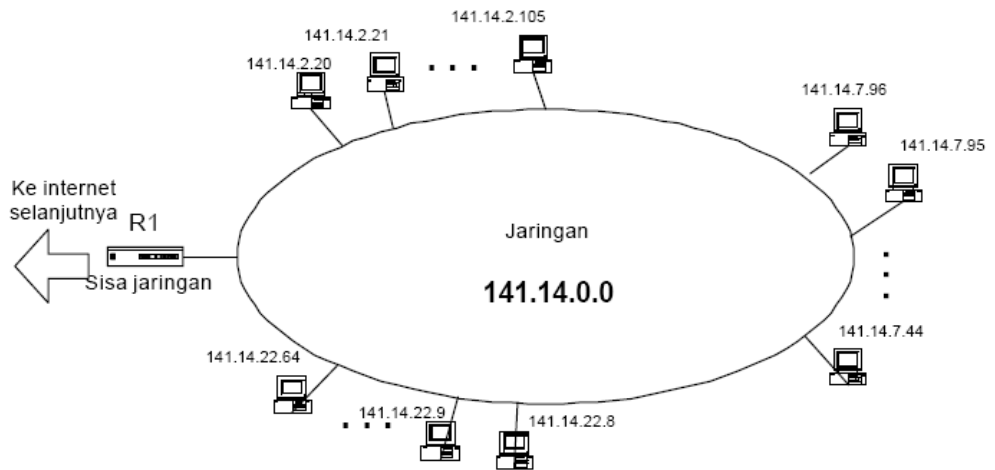 141.14.2.105
141.14.2.21
141.14.2.20
141.14.7.96
141.14.7.95
Ke internet
selanjutnya
R1
Sisa jaringan
Jaringan
141.14.0.0
141.14.7.44
141.14.22.64
141.14.22.9
141.14.22.8